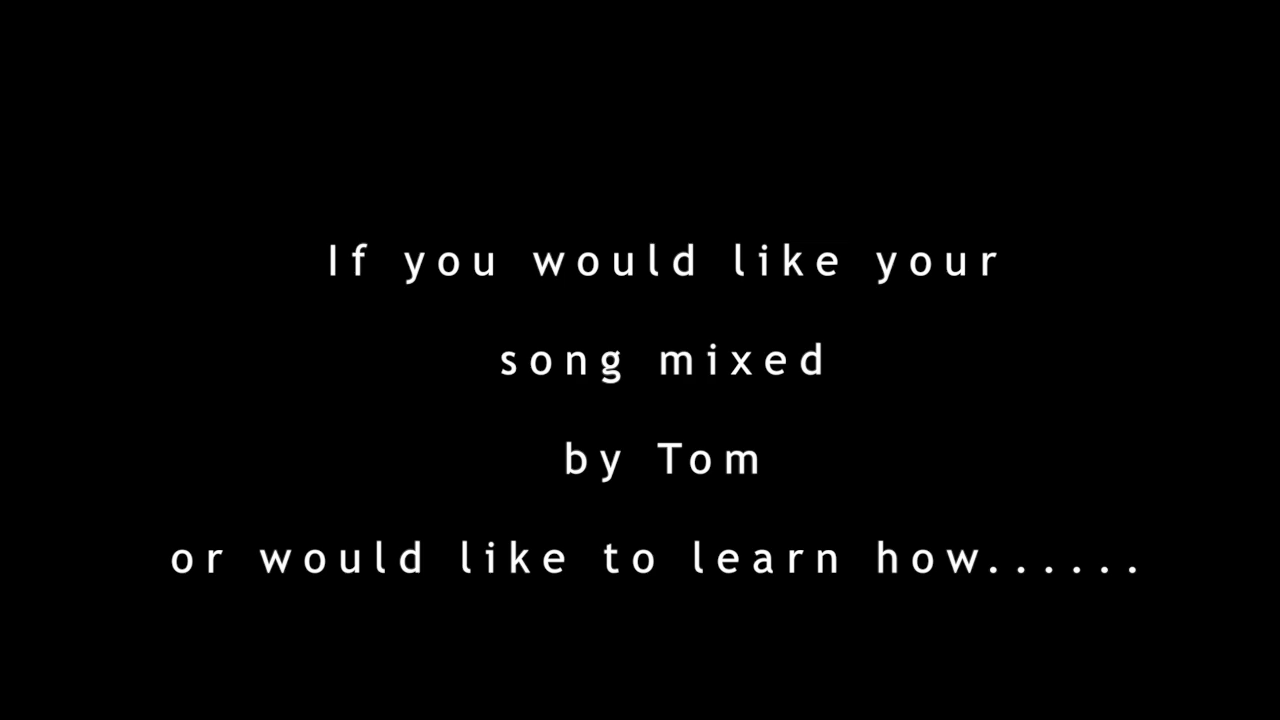 If you would like your
song mixed
by Tom
or would like to learn how......